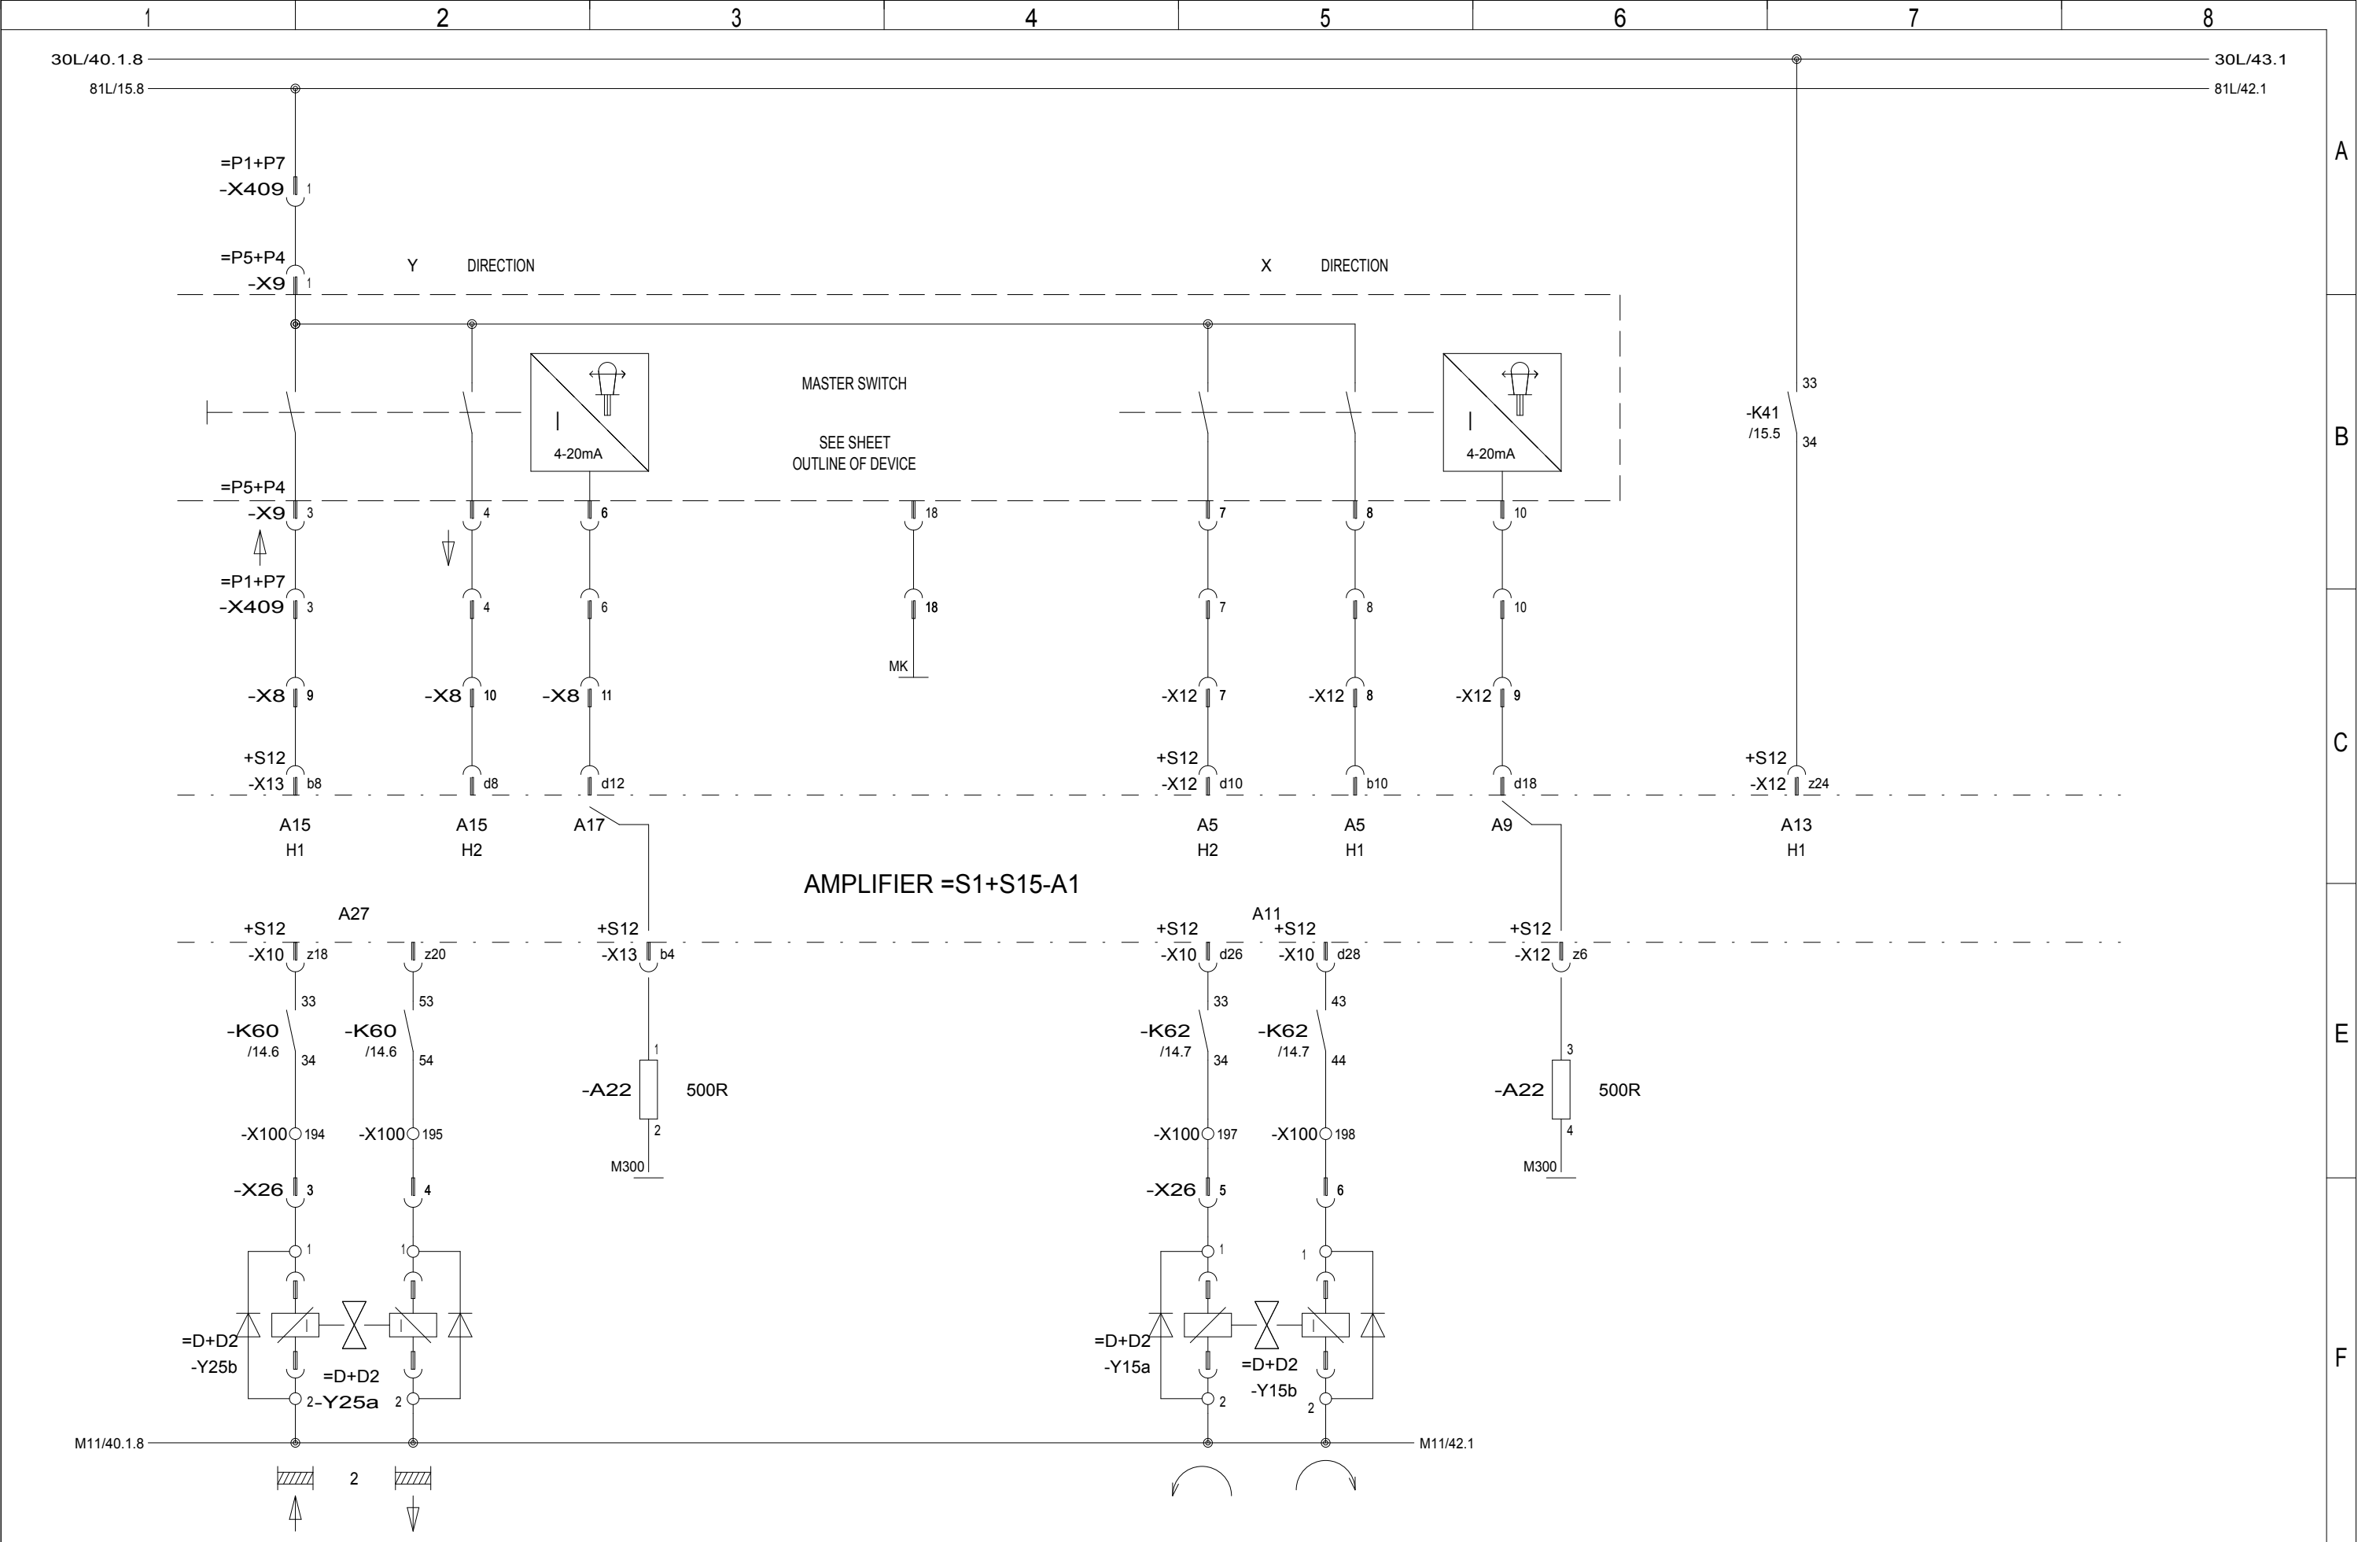 1 2 3 4 5 6 7 8
30L/40.1.8 30L/43.1
81L/15.8 81L/42.1
A
=P1+P7
-X409 1
=P5+P4
-X9 1
Y DIRECTION X DIRECTION
MASTER SWITCH
33
-K41
/15.5
34
B
I I
SEE SHEET
4-20mA 4-20mA
OUTLINE OF DEVICE
=P5+P4
-X9 3 4 6 18 7 8 10
=P1+P7
-X409 3 4 6 18 7 8 10
MK
-X8 9 -X8 10 -X8 11 -X12 7 -X12 8 -X12 9
C
+S12 +S12 +S12
-X13 b8 d8 d12 -X12 d10 b10 d18 -X12 z24
A15 A15 A17 A5 A5 A9 A13
H1 H2 H2 H1 H1
AMPLIFIER =S1+S15-A1
A27 A11
+S12 +S12 +S12 +S12 +S12
-X10 z18 z20 -X13 b4 -X10 d26 -X10 d28 -X12 z6
33 53 33 43
-K60 -K60 -K62 -K62
/14.6 /14.6 /14.7 /14.7
34 54 1 34 44 3
E
-A22 500R -A22 500R
-X100 194 -X100 195 2 -X100 197 -X100 198 4
M300 M300
-X26 3 4 -X26 5 6
1 1 1 1
I I I
=D+D2 =D+D2
-Y25b -Y15a
=D+D2 =D+D2
-Y15b
F
2 -Y25a 2 2 2
M11/40.1.8 M11/42.1
2